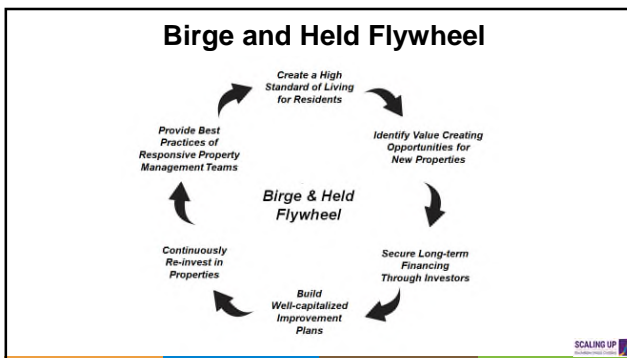 Birge and Held Flywheel
Create a High
Standard of Living
for Residents
Identify Value Creating
Opportunities for
New Properties
Secure Long-term
Financing
Through Investors
Build
Well-capitalized
Improvement
Plans
Continuously
Re-invest in
Properties
Provide Best
Practices of
Responsive Property
Management Teams
Birge & Held
Flywheel
SCALING UP